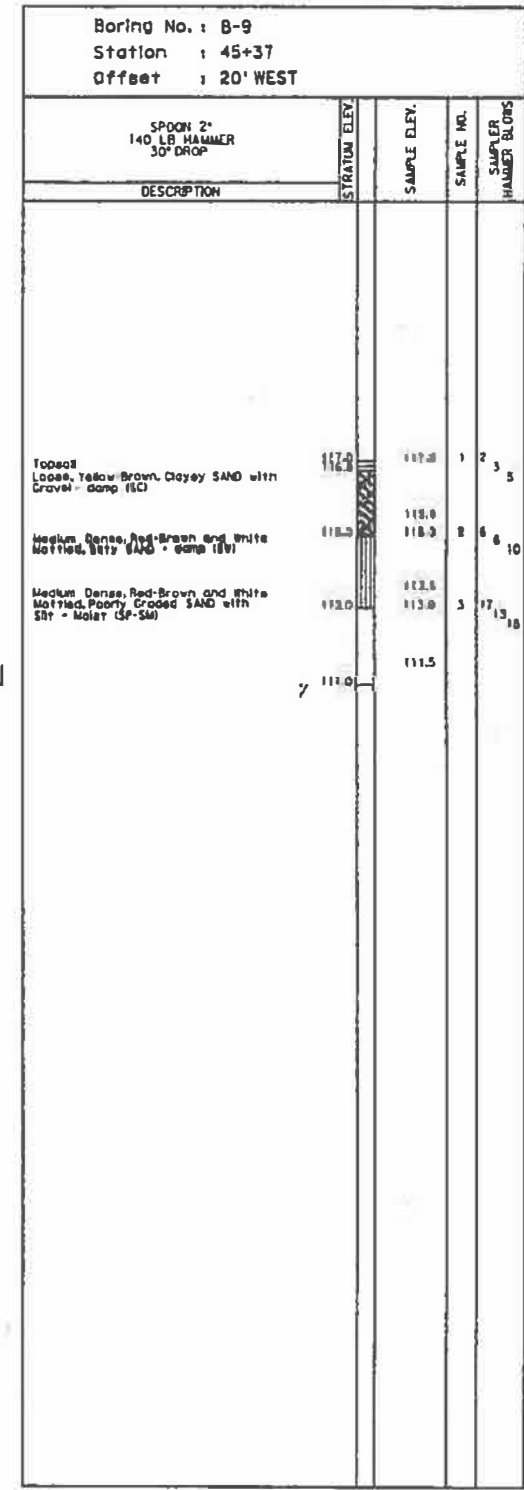 Boring No. : B-9
Station : 45+37
Offset : 20' WEST
SPOON 2"
140 LB HAMMER
30" DROP
DESCRIPTION
STRATUM ELEV.
SAMPLE ELEV.
SAMPLE NO.
SAMPLER
HAMMER BLOWS
Topsoil
Loose, Yellow-Brown, Clayey SAND with
Gravel - damp (SC)
1 2 3 5
Medium Dense, Red-Brown and White
Mottled, Silty SAND - damp
2 6 6 10
Medium Dense, Red-Brown and White
Mottled, Poorly Graded SAND with
Silt - Moist (SP-SM)
113.0 3 17 13
111.5
111.0